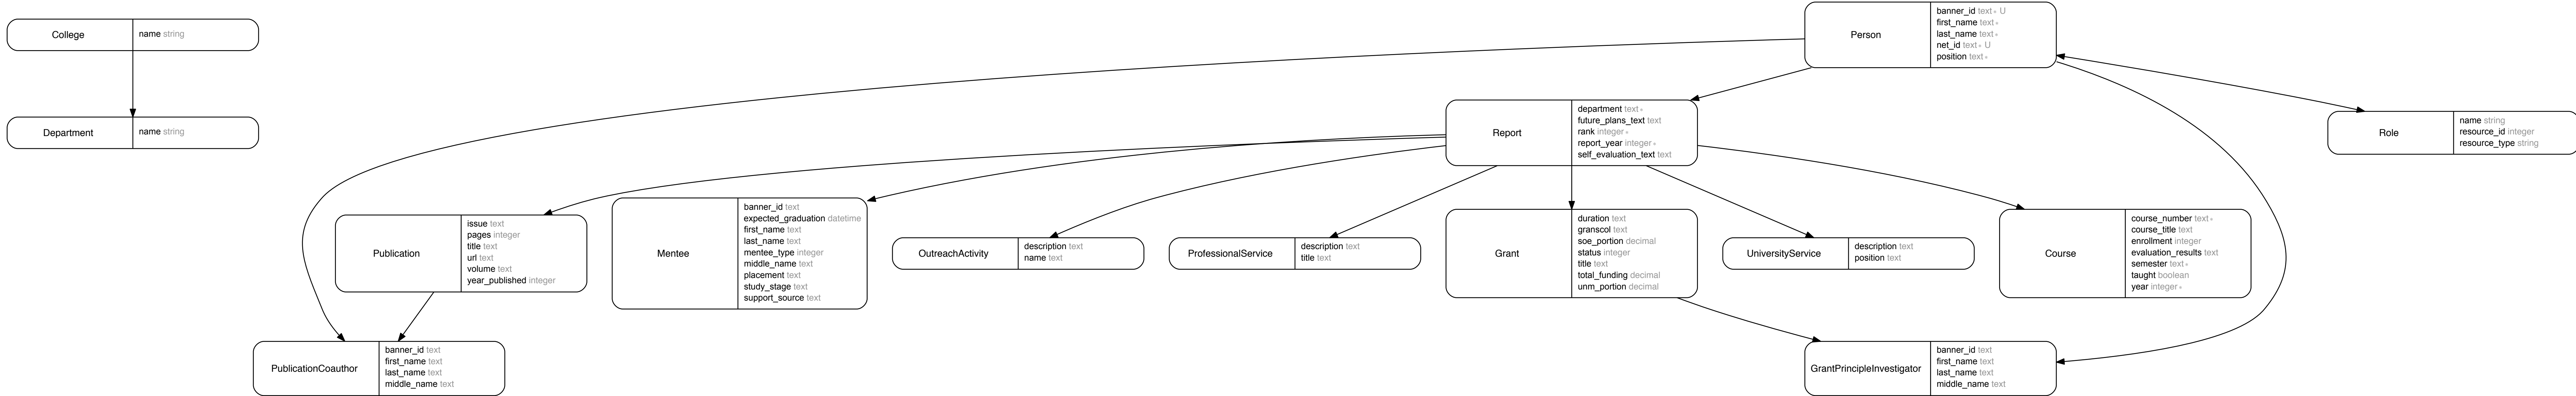 College
name string
Department
name string
Person
banner_id text∗ U
first_name text∗
last_name text∗
net_id text∗ U
position text∗
Report
department text∗
future_plans_text text
rank integer∗
report_year integer∗
self_evaluation_text text
Role
name string
resource_id integer
resource_type string
Publication
issue text
pages integer
title text
url text
volume text
year_published integer
Mentee
banner_id text
expected_graduation datetime
first_name text
last_name text
mentee_type integer
middle_name text
placement text
study_stage text
support_source text
OutreachActivity
description text
name text
ProfessionalService
description text
title text
Grant
duration text
granscol text
soe_portion decimal
status integer
title text
total_funding decimal
unm_portion decimal
UniversityService
description text
position text
Course
course_number text∗
course_title text
enrollment integer
evaluation_results text
semester text∗
taught boolean
year integer∗
PublicationCoauthor
banner_id text
first_name text
last_name text
middle_name text
GrantPrincipleInvestigator
banner_id text
first_name text
last_name text
middle_name text